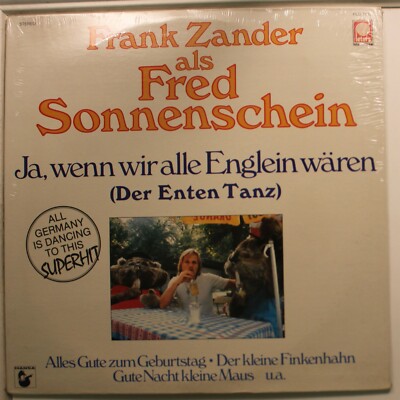 Frank Zander
als
Fred
Sonnenschein
Ja, wenn wir alle Englein wären
(Der Enten Tanz)
ALL
GERMANY
IS DANCING
TO THIS
SUPERHIT
Alles Gute zum Geburtstag • Der kleine Finkenhahn
Gute Nacht kleine Maus u.a.